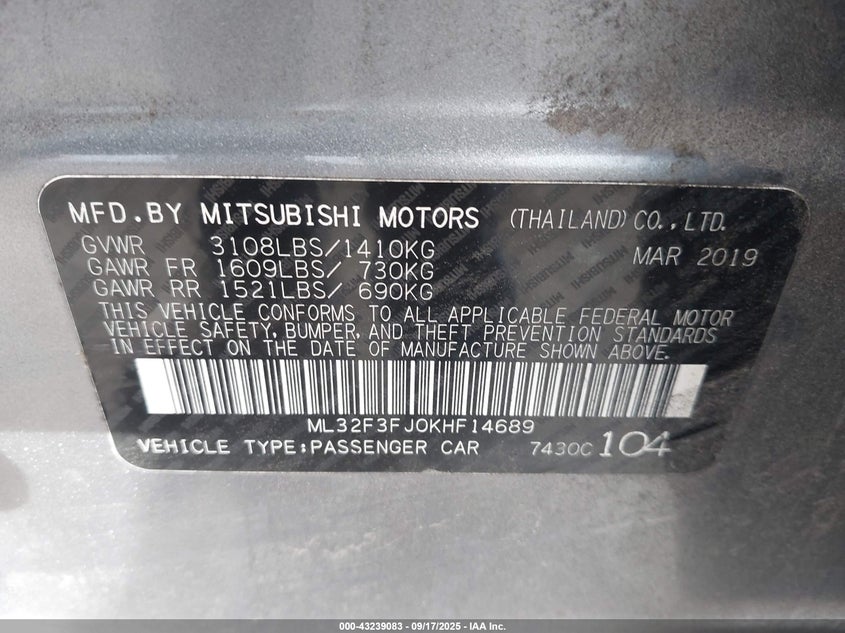 MFD.BY MITSUBISHI MOTORS (THAILAND) CO.,LTD.
GVWR 3108LBS/1410KG MAR 2019
GAWR FR 1609LBS/ 730KG
GAWR RR 1521LBS/ 690KG
THIS VEHICLE CONFORMS TO ALL APPLICABLE FEDERAL MOTOR
VEHICLE SAFETY, BUMPER, AND THEFT PREVENTION STANDARDS
IN EFFECT ON THE DATE OF MANUFACTURE SHOWN ABOVE.
ML32F3FJ0KHF14689
VEHICLE TYPE:PASSENGER CAR 7430C 104
000-43239083 - 09/17/2025 - IAA Inc.